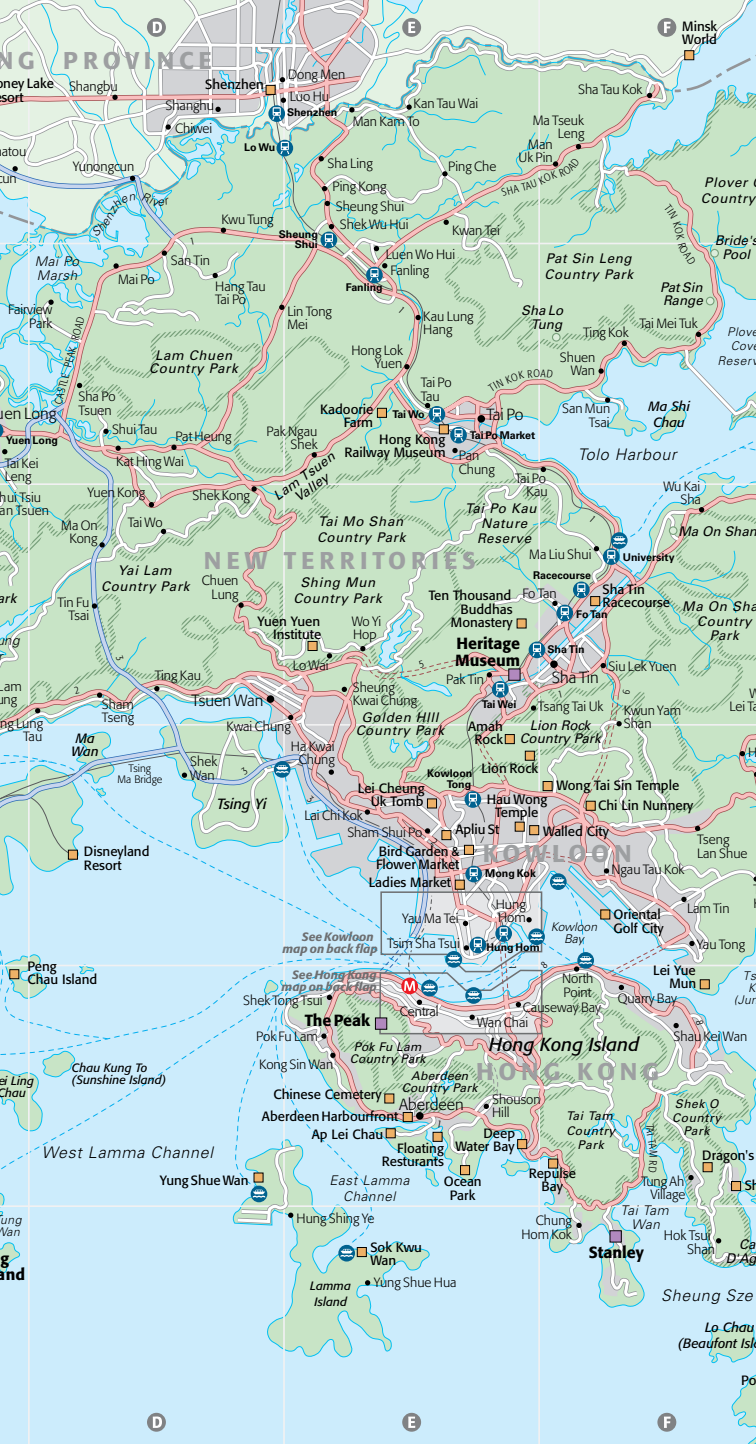 D
E
F
Minsk
World
NG PROVINCE
oney Lake
esort
Shangbu
Shenzhen
Dong Men
Luo Hu
Shanghu
Shenzhen
Chiwei
Man Kam To
Kan Tau Wai
Sha Tau Kok
Lo Wu
Ma Tseuk
Leng
Man
Uk Pin
Yunongcun
Sha Ling
Ping Che
SHA TAU KOK ROAD
Shenzhen River
Ping Kong
Sheung Shui
Shek Wu Hui
Plover C
Country
Kwu Tung
Sheung
Shui
Kwan Tei
TIN KOK ROAD
Bride's
Pool
Mai Po
Marsh
San Tin
Luen Wo Hui
Fanling
Pat Sin Leng
Country Park
Mai Po
Hang Tau
Tai Po
Fanling
Pat Sin
Range
Fairview
Park
Lin Tong
Mei
Kau Lung
Hang
Sha Lo
Tung
Ting Kok
Tai Mei Tuk
CASTLE PEAK ROAD
Plove
Cove
Reserv
Lam Chuen
Country Park
Hong Lok
Yuen
Shuen
Wan
Sha Po
Tsuen
Tai Po
Tau
TIN KOK ROAD
uen Long
Kadoorie
Farm
Tai Wo
Tai Po
San Mun
Tsai
Ma Shi
Chau
Yuen Long
Shui Tau
Pat Heung
Pak Ngau
Shek
Hong Kong
Railway Museum
Tai Po Market
Tai Kei
Leng
Kat Hing Wai
Pan
Chung
Tolo Harbour
hui Tsiu
an Tsuen
Yuen Kong
Shek Kong
Lam Tsuen
Valley
Tai Po
Kau
Wu Kai
Sha
Ma On
Kong
Tai Wo
Tai Mo Shan
Country Park
Tai Po Kau
Nature
Reserve
Ma On Shan
Ma Liu Shui
University
NEW TERRITORIES
Yai Lam
Country Park
Chuen
Lung
Shing Mun
Country Park
Racecourse
Fo Tan
Sha Tin
Racecourse
Tin Fu
Tsai
Ten Thousand
Buddhas
Monastery
Fo Tan
Ma On Sha
Country
Park
Yuen Yuen
Institute
Wo Yi
Hop
Heritage
Museum
Sha Tin
Lo Wai
Pak Tin
Sha Tin
Siu Lek Yuen
Ting Kau
Tsuen Wan
Sheung
Kwai Chung
Tai Wei
Tsang Tai Uk
Sham
Tseng
Kwai Chung
Golden HIll
Country Park
Amah
Rock
Lion Rock
Country Park
Kwun Yam
Shan
Ma
Wan
Ha Kwai
Chung
Lion Rock
Tsing
Ma Bridge
Shek
Wan
Tsing Yi
Kowloon
Tong
Lei Cheung
Uk Tomb
Hau Wong
Temple
Wong Tai Sin Temple
Chi Lin Nunnery
Lai Chi Kok
Sham Shui Po
Apliu St
Walled City
Tseng
Lan Shue
Disneyland
Resort
Bird Garden &
Flower Market
KOWLOON
Mong Kok
Ngau Tau Kok
Ladies Market
Hung
Hom
Lam Tin
Yau Ma Tei
Oriental
Golf City
See Kowloon
map on back flap
Tsim Sha Tsui
Hung Hom
Kowloon
Bay
Yau Tong
Peng
Chau Island
See Hong Kong
map on back flap
M
Lei Yue
Mun
North
Point
Quarry Bay
Shek Tong Tsui
Central
Causeway Bay
The Peak
Wan Chai
Pok Fu Lam
Pok Fu Lam
Country Park
Hong Kong Island
Shau Kei Wan
Kong Sin Wan
HONG KONG
Chau Kung To
(Sunshine Island)
ei Ling
Chau
Aberdeen
Country Park
Chinese Cemetery
Aberdeen
Shouson
Hill
Shek O
Country
Park
Aberdeen Harbourfront
Tai Tam
Country
Park
Ap Lei Chau
Floating
Resturants
Deep
Water Bay
TAI TAM RD
Dragon's
West Lamma Channel
Ocean
Park
Repulse
Bay
Tung Ah
Village
Yung Shue Wan
East Lamma
Channel
Tai Tam
Wan
Hung Shing Ye
Chung
Hom Kok
Stanley
Hok Tsui
Shan
Sok Kwu
Wan
Yung Shue Hua
Lamma
Island
Sheung Sze
Lo Chau
(Beaufont Isle
Po
D
E
F